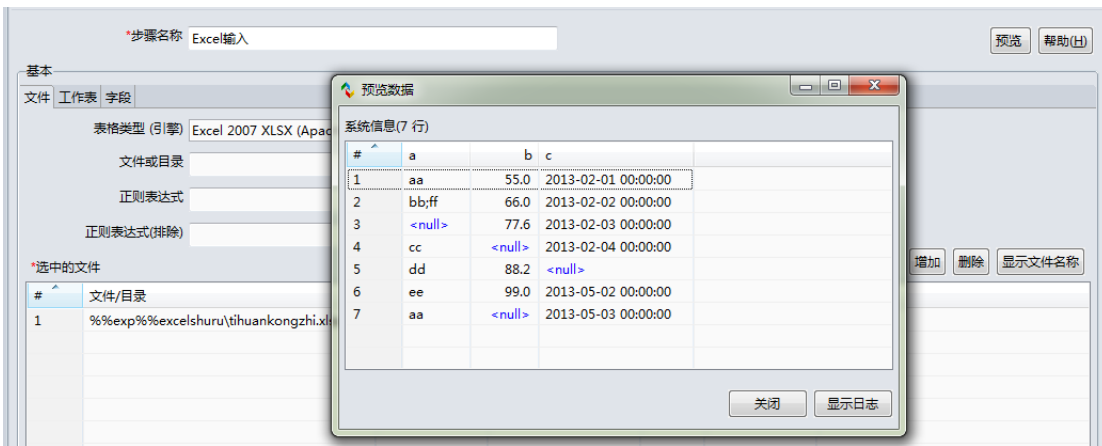 *步骤名称 Excel输入 预览 帮助(H)
基本
文件 工作表 字段
表格类型 (引擎) Excel 2007 XLSX (Apac
文件或目录
正则表达式
正则表达式(排除)
*选中的文件 增加 删除 显示文件名称
# 文件/目录
1 %%exp%%excelshuru\tihuankongzhi.xls
预览数据
系统信息(7 行)
# a b c
1 aa 55.0 2013-02-01 00:00:00
2 bb;ff 66.0 2013-02-02 00:00:00
3 <null> 77.6 2013-02-03 00:00:00
4 cc <null> 2013-02-04 00:00:00
5 dd 88.2 <null>
6 ee 99.0 2013-05-02 00:00:00
7 aa <null> 2013-05-03 00:00:00
关闭 显示日志